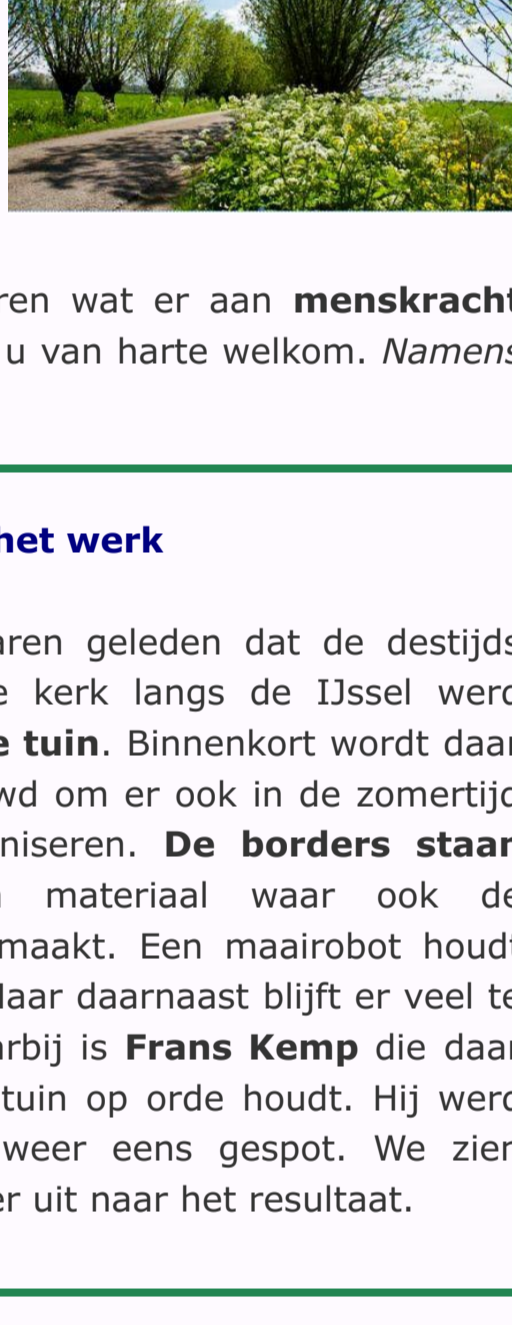 ren wat er aan menskracht
u van harte welkom. Namens
het werk
aren geleden dat de destijds
e kerk langs de IJssel werd
e tuin. Binnenkort wordt daar
wd om er ook in de zomertijd
niseren. De borders staan
materiaal waar ook de
maakt. Een maairobot houdt
Maar daarnaast blijft er veel te
arbij is Frans Kemp die daar
tuin op orde houdt. Hij werd
weer eens gespot. We zien
er uit naar het resultaat.